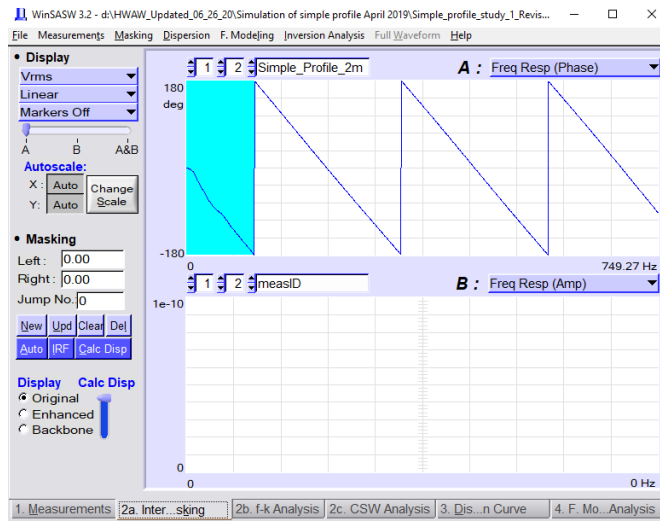 WinSASW 3.2 - d:\HWAW_Updated_06_26_20\Simulation of simple profile April 2019\Simple_profile_study_1_Revis...
File Measurements Masking Dispersion F. Modeling Inversion Analysis Full Waveform Help
• Display
Vrms
Linear
Markers Off
A B A&B
Autoscale:
X : Auto
Y: Auto
Change Scale
• Masking
Left : 0.00
Right : 0.00
Jump No.: 0
New Upd Clear Del
Auto IRF Calc Disp
Display Calc Disp
Original
Enhanced
Backbone
1 2 Simple_Profile_2m A : Freq Resp (Phase)
180
deg
-180
0 749.27 Hz
1 2 measID B : Freq Resp (Amp)
1e-10
0
0 0 Hz
1. Measurements 2a. Inter...sking 2b. f-k Analysis 2c. CSW Analysis 3. Dis...n Curve 4. F. Mo...Analysis